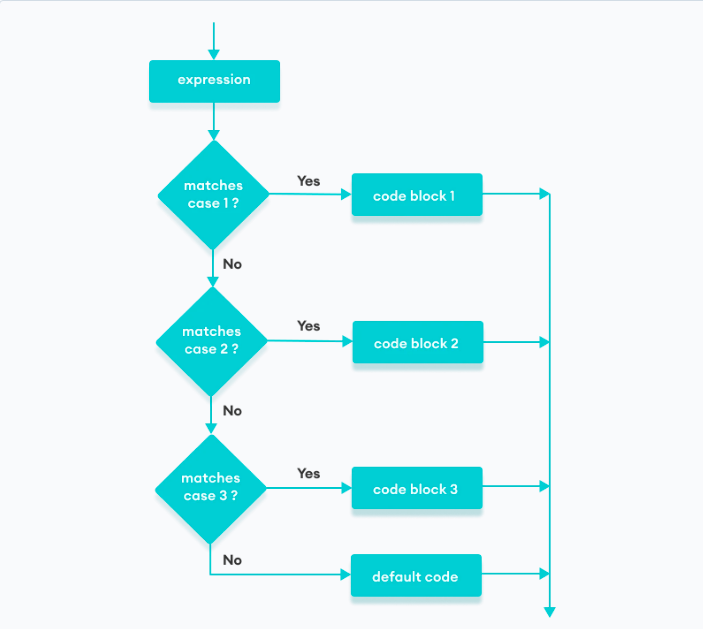 expression
matches
case 1 ?
Yes
code block 1
No
matches
case 2 ?
Yes
code block 2
No
matches
case 3 ?
Yes
code block 3
No
default code